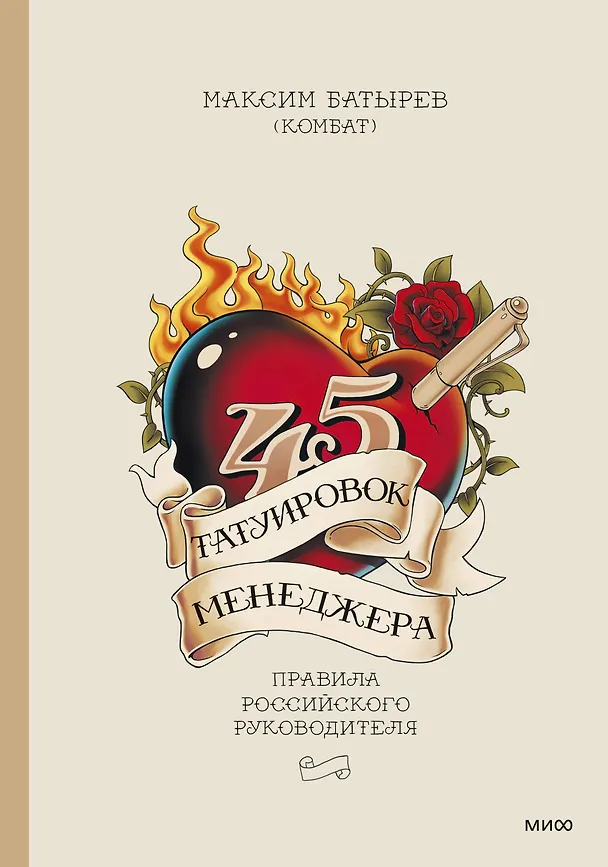 МАКСИМ БАТЫРЕВ
(КОМБАТ)
45
ТАТУИРОВОК
МЕНЕДЖЕРА
ПРАВИЛА
РОССИЙСКОГО
РУКОВОДИТЕЛЯ
МИФ